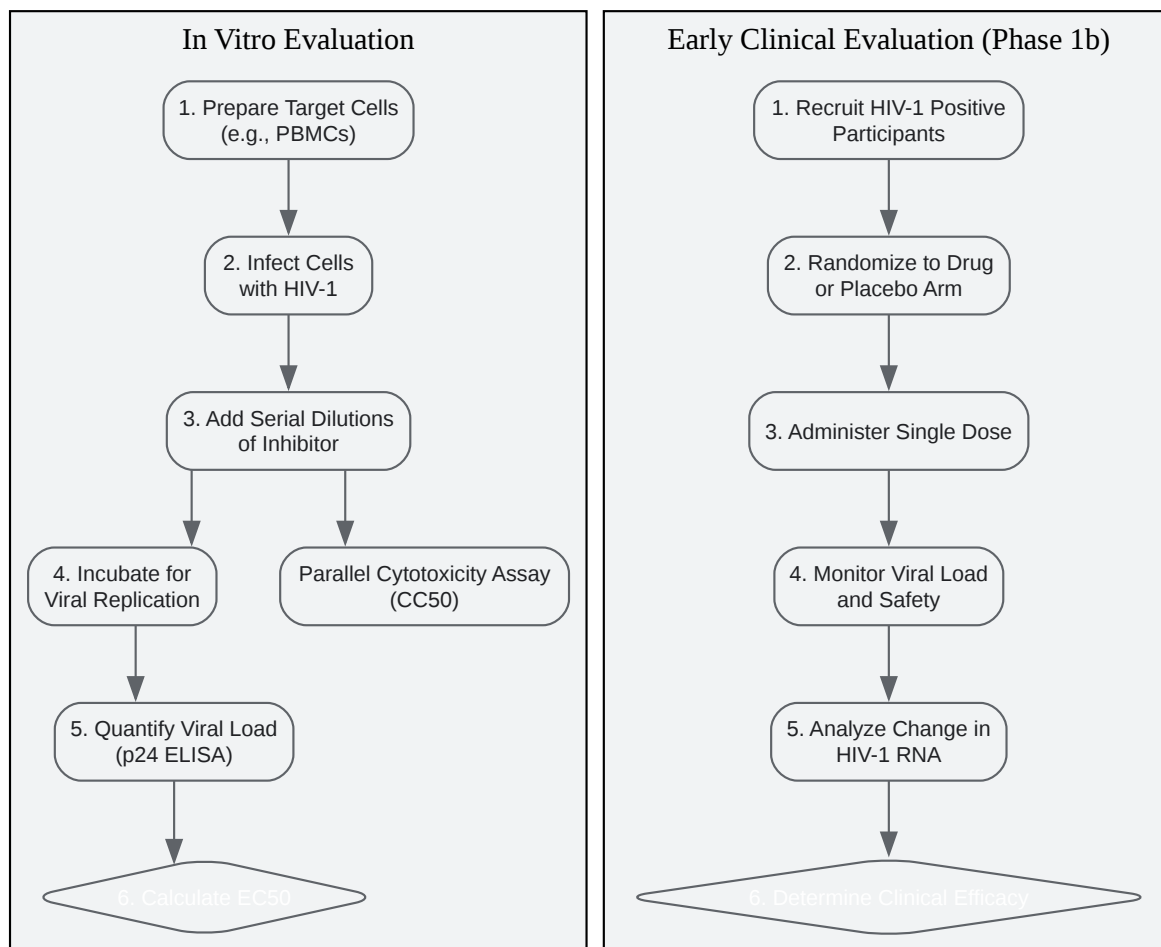 In Vitro Evaluation
1. Prepare Target Cells
(e.g., PBMCs)
2. Infect Cells
with HIV-1
3. Add Serial Dilutions
of Inhibitor
4. Incubate for
Viral Replication
Parallel Cytotoxicity Assay
(CC50)
5. Quantify Viral Load
(p24 ELISA)
6. Calculate EC50
Early Clinical Evaluation (Phase 1b)
1. Recruit HIV-1 Positive
Participants
2. Randomize to Drug
or Placebo Arm
3. Administer Single Dose
4. Monitor Viral Load
and Safety
5. Analyze Change in
HIV-1 RNA
6. Determine Clinical Efficacy